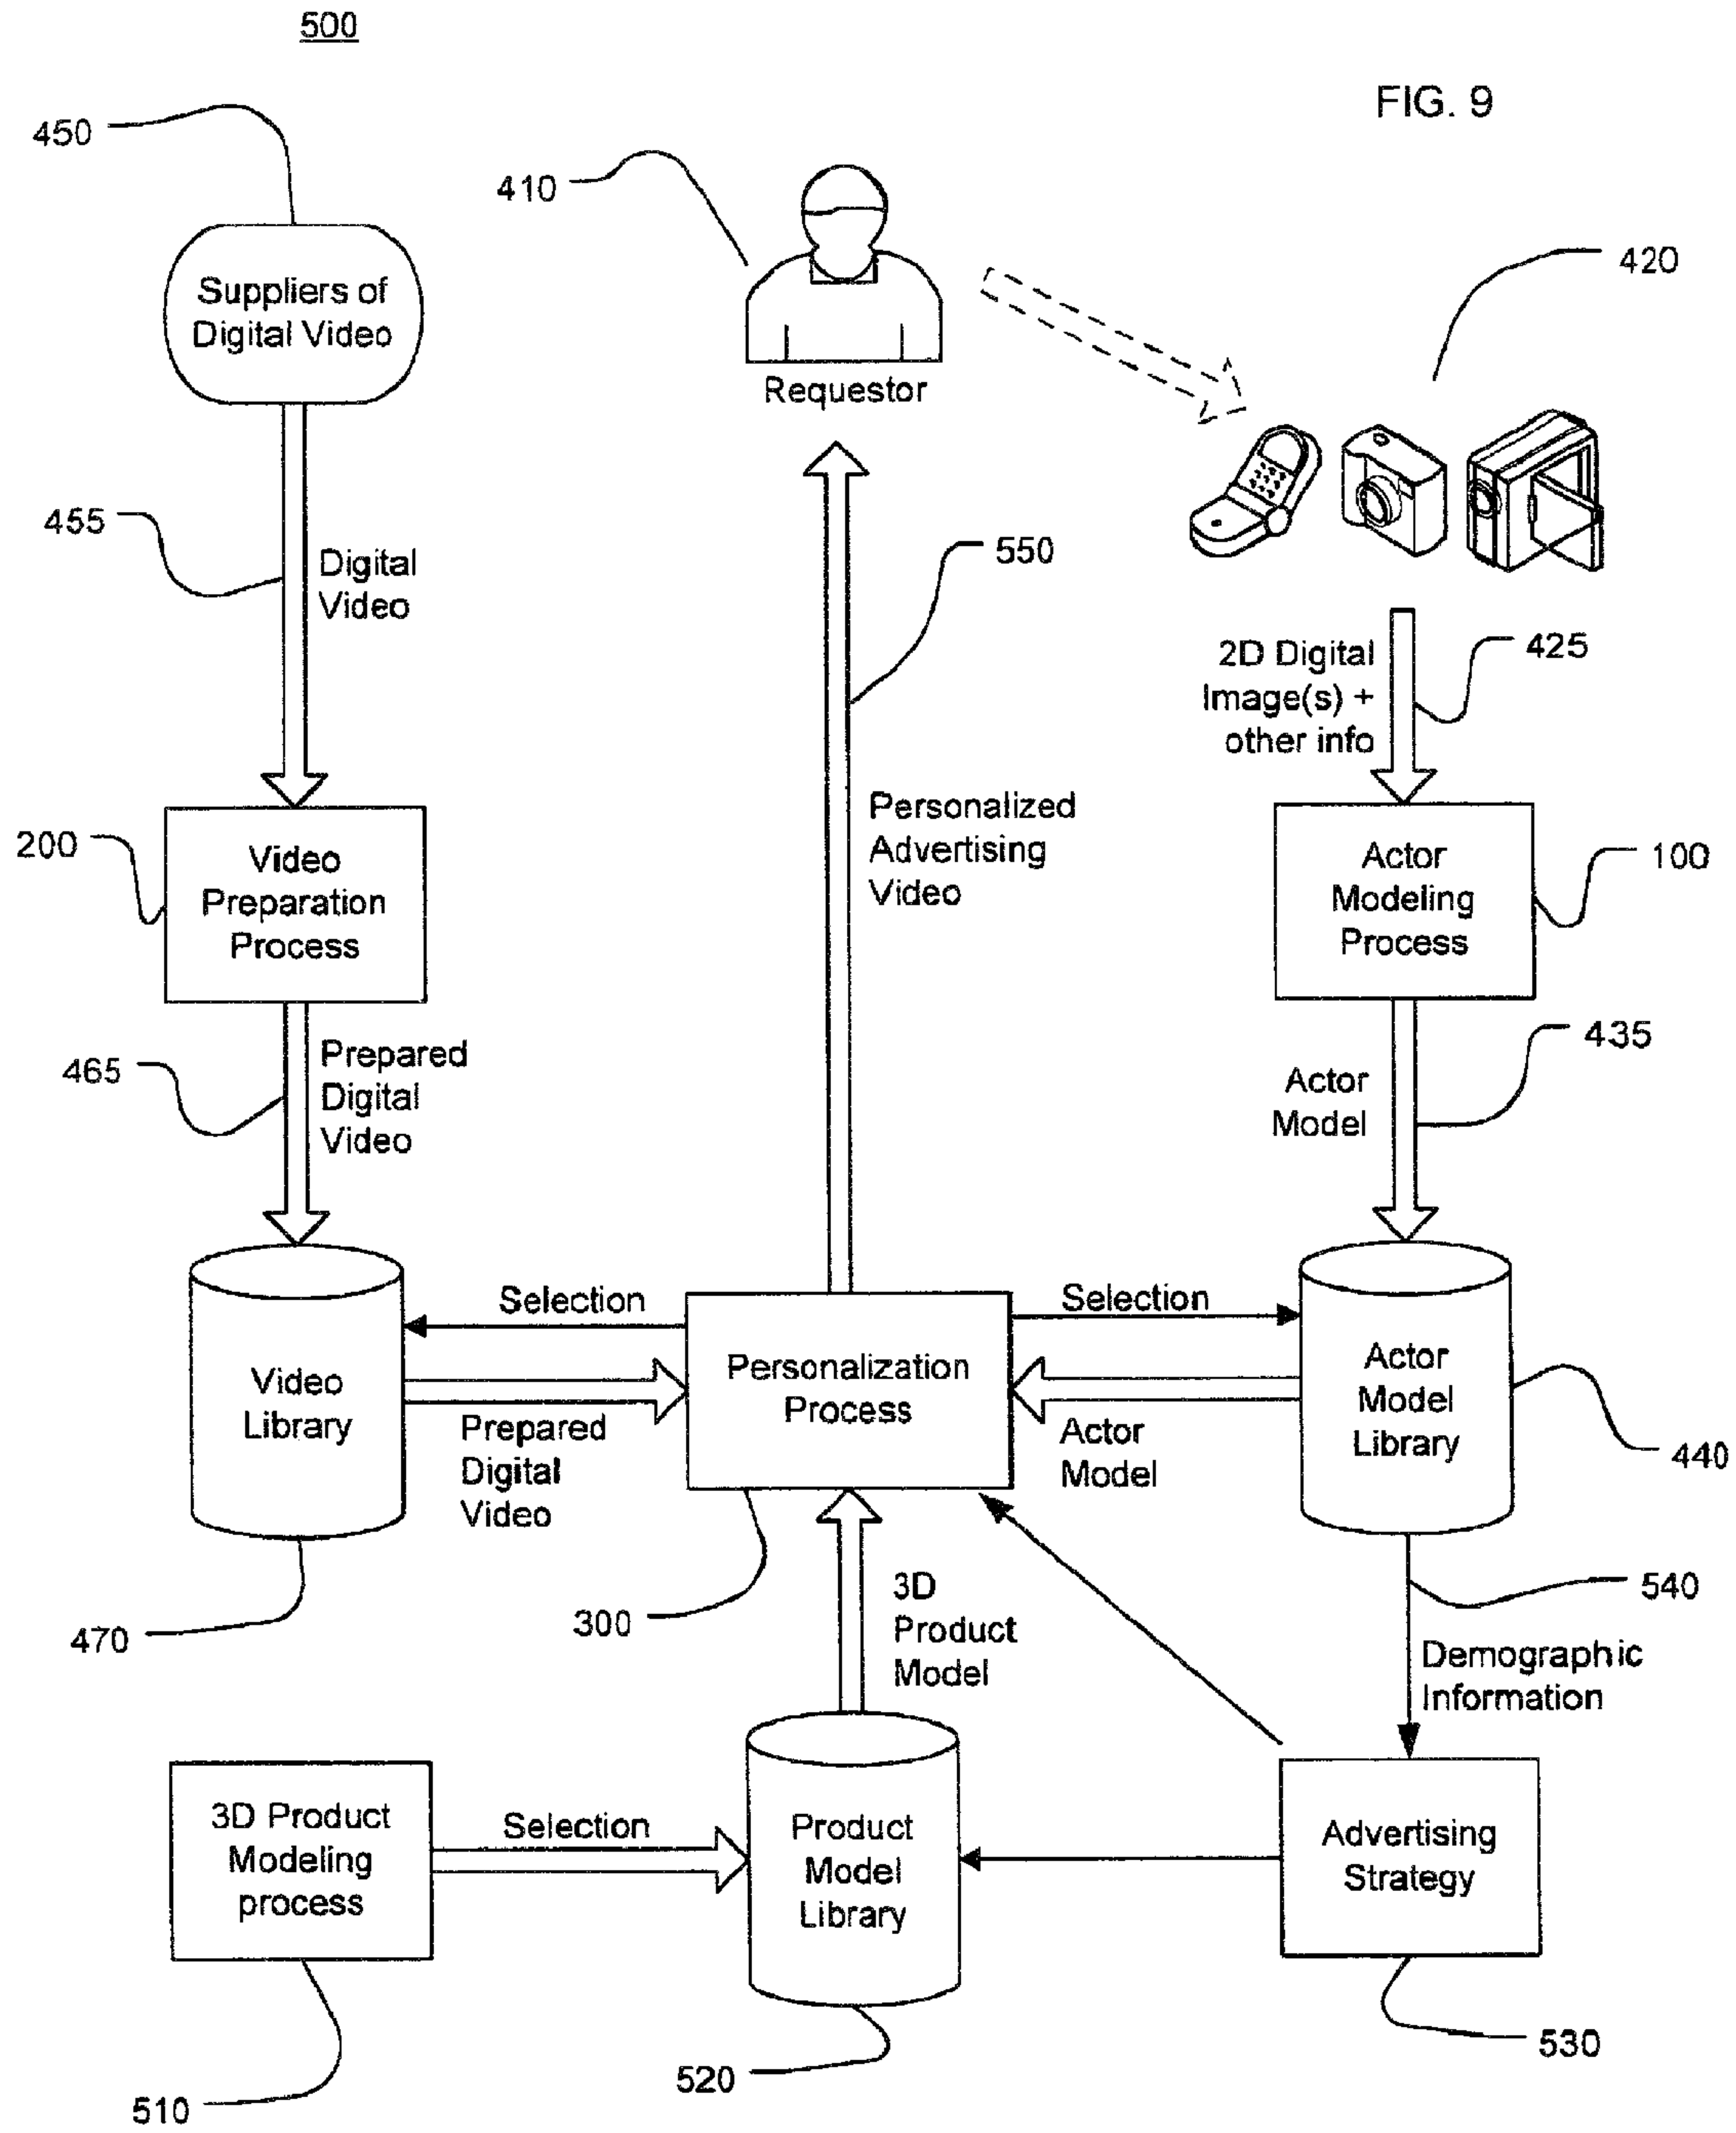 500
FIG. 9
450
410
420
Suppliers of
Digital Video
Requestor
455
Digital
Video
550
2D Digital
Image(s) +
other info
425
200
Video
Preparation
Process
Personalized
Advertising
Video
Actor
Modeling
Process
100
465
Prepared
Digital
Video
435
Actor
Model
Selection
Selection
Video
Library
Personalization
Process
Actor
Model
Library
Prepared
Digital
Video
Actor
Model
440
470
300
3D
Product
Model
540
Demographic
Information
3D Product
Modeling
process
Selection
Product
Model
Library
Advertising
Strategy
510
520
530